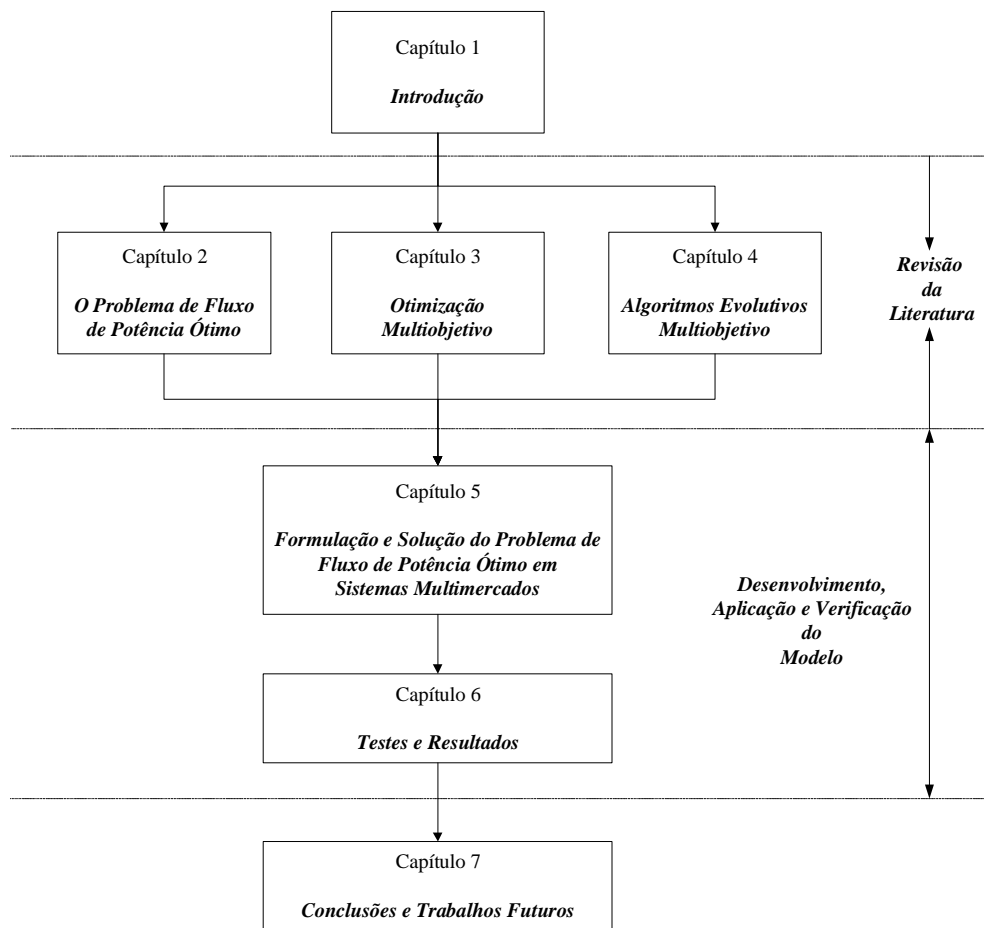 Capítulo 1
Introdução
Capítulo 2
O Problema de Fluxo
de Potência Ótimo
Capítulo 3
Otimização
Multiobjetivo
Capítulo 4
Algoritmos Evolutivos
Multiobjetivo
Revisão
da
Literatura
Capítulo 5
Formulação e Solução do Problema de
Fluxo de Potência Ótimo em
Sistemas Multimercados
Desenvolvimento,
Aplicação e Verificação
do
Modelo
Capítulo 6
Testes e Resultados
Capítulo 7
Conclusões e Trabalhos Futuros